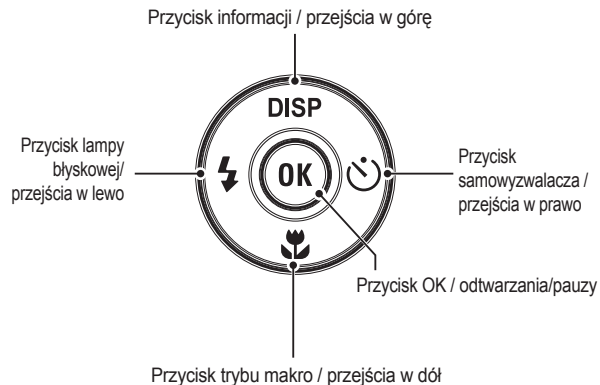 Przycisk informacji / przejścia w górę
DISP
Przycisk lampy
błyskowej/
przejścia w lewo
OK
Przycisk
samowyzwalacza /
przejścia w prawo
Przycisk OK / odtwarzania/pauzy
Przycisk trybu makro / przejścia w dół